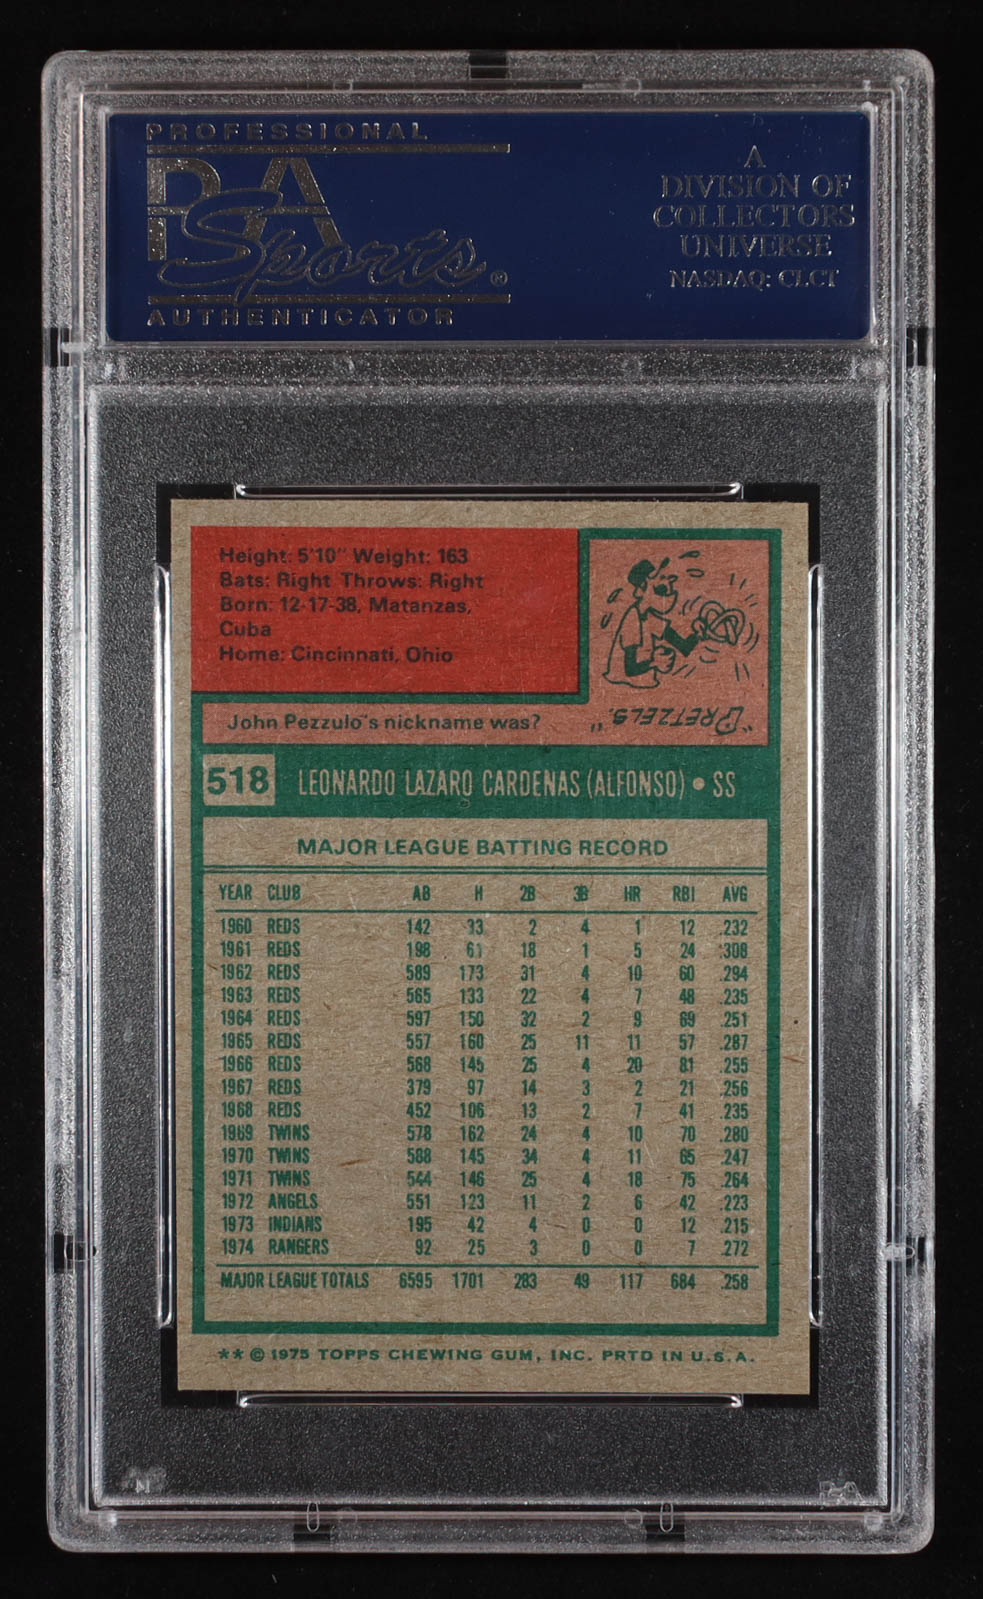 PROFESSIONAL
PSA
Sports ®
AUTHENTICATOR
A
DIVISION OF
COLLECTORS
UNIVERSE
NASDAQ: CLCT
Height: 5'10" Weight: 163
Bats: Right Throws: Right
Born: 12-17-38, Matanzas,
Cuba
Home: Cincinnati, Ohio
John Pezzulo's nickname was?
"PRETZELS."
518 LEONARDO LAZARO CARDENAS (ALFONSO) • SS
MAJOR LEAGUE BATTING RECORD
YEAR CLUB AB H 2B 3B HR RBI AVG
1960 REDS 142 33 2 4 1 12 .232
1961 REDS 198 61 18 1 5 24 .308
1962 REDS 589 173 31 4 10 60 .294
1963 REDS 565 133 22 4 7 48 .235
1964 REDS 597 150 32 2 9 69 .251
1965 REDS 557 160 25 11 11 57 .287
1966 REDS 568 145 25 4 20 81 .255
1967 REDS 379 97 14 3 2 21 .256
1968 REDS 452 106 13 2 7 41 .235
1969 TWINS 578 162 24 4 10 70 .280
1970 TWINS 588 145 34 4 11 65 .247
1971 TWINS 544 146 25 4 18 75 .264
1972 ANGELS 551 123 11 2 6 42 .223
1973 INDIANS 195 42 4 0 0 12 .215
1974 RANGERS 92 25 3 0 0 7 .272
MAJOR LEAGUE TOTALS 6595 1701 283 49 117 684 .258
** © 1975 TOPPS CHEWING GUM, INC. PRTD IN U.S.A.
PSA